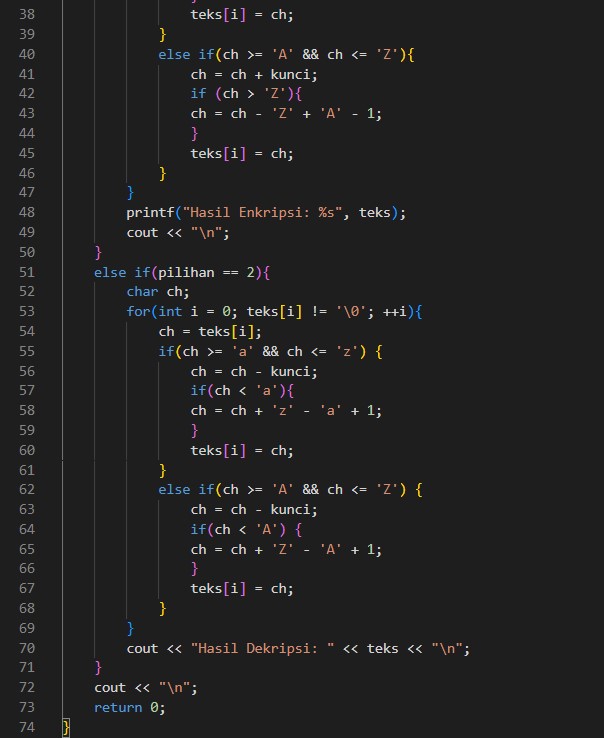 38 teks[i] = ch;
39 }
40 else if(ch >= 'A' && ch <= 'Z'){
41 ch = ch + kunci;
42 if (ch > 'Z'){
43 ch = ch - 'Z' + 'A' - 1;
44 }
45 teks[i] = ch;
46 }
47 }
48 printf("Hasil Enkripsi: %s", teks);
49 cout << "\n";
50 }
51 else if(pilihan == 2){
52 char ch;
53 for(int i = 0; teks[i] != '\0'; ++i){
54 ch = teks[i];
55 if(ch >= 'a' && ch <= 'z') {
56 ch = ch - kunci;
57 if(ch < 'a'){
58 ch = ch + 'z' - 'a' + 1;
59 }
60 teks[i] = ch;
61 }
62 else if(ch >= 'A' && ch <= 'Z') {
63 ch = ch - kunci;
64 if(ch < 'A') {
65 ch = ch + 'Z' - 'A' + 1;
66 }
67 teks[i] = ch;
68 }
69 }
70 cout << "Hasil Dekripsi: " << teks << "\n";
71 }
72 cout << "\n";
73 return 0;
74 }